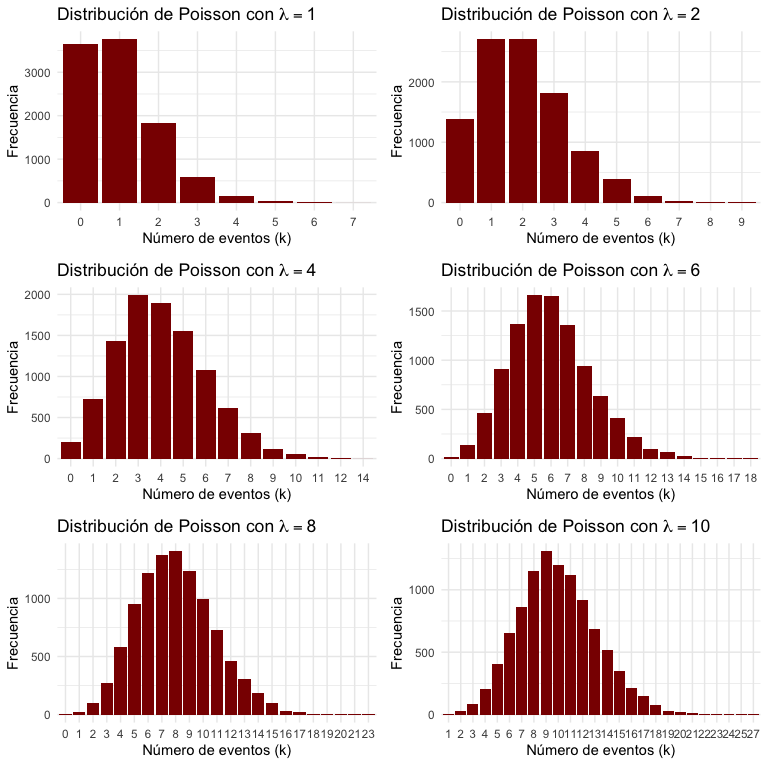 Distribución de Poisson con λ = 1
Frecuencia
3000
2000
1000
0
0 1 2 3 4 5 6 7
Número de eventos (k)
Distribución de Poisson con λ = 2
Frecuencia
2000
1000
0
0 1 2 3 4 5 6 7 8 9
Número de eventos (k)
Distribución de Poisson con λ = 4
Frecuencia
2000
1500
1000
500
0
0 1 2 3 4 5 6 7 8 9 10 11 12 14
Número de eventos (k)
Distribución de Poisson con λ = 6
Frecuencia
1500
1000
500
0
0 1 2 3 4 5 6 7 8 9 10 11 12 13 14 15 16 17 18
Número de eventos (k)
Distribución de Poisson con λ = 8
Frecuencia
1000
500
0
0 1 2 3 4 5 6 7 8 9 10 11 12 13 14 15 16 17 18 19 20 21 23
Número de eventos (k)
Distribución de Poisson con λ = 10
Frecuencia
1000
500
0
1 2 3 4 5 6 7 8 9 10 11 12 13 14 15 16 17 18 19 20 21 22 23 24 25 27
Número de eventos (k)